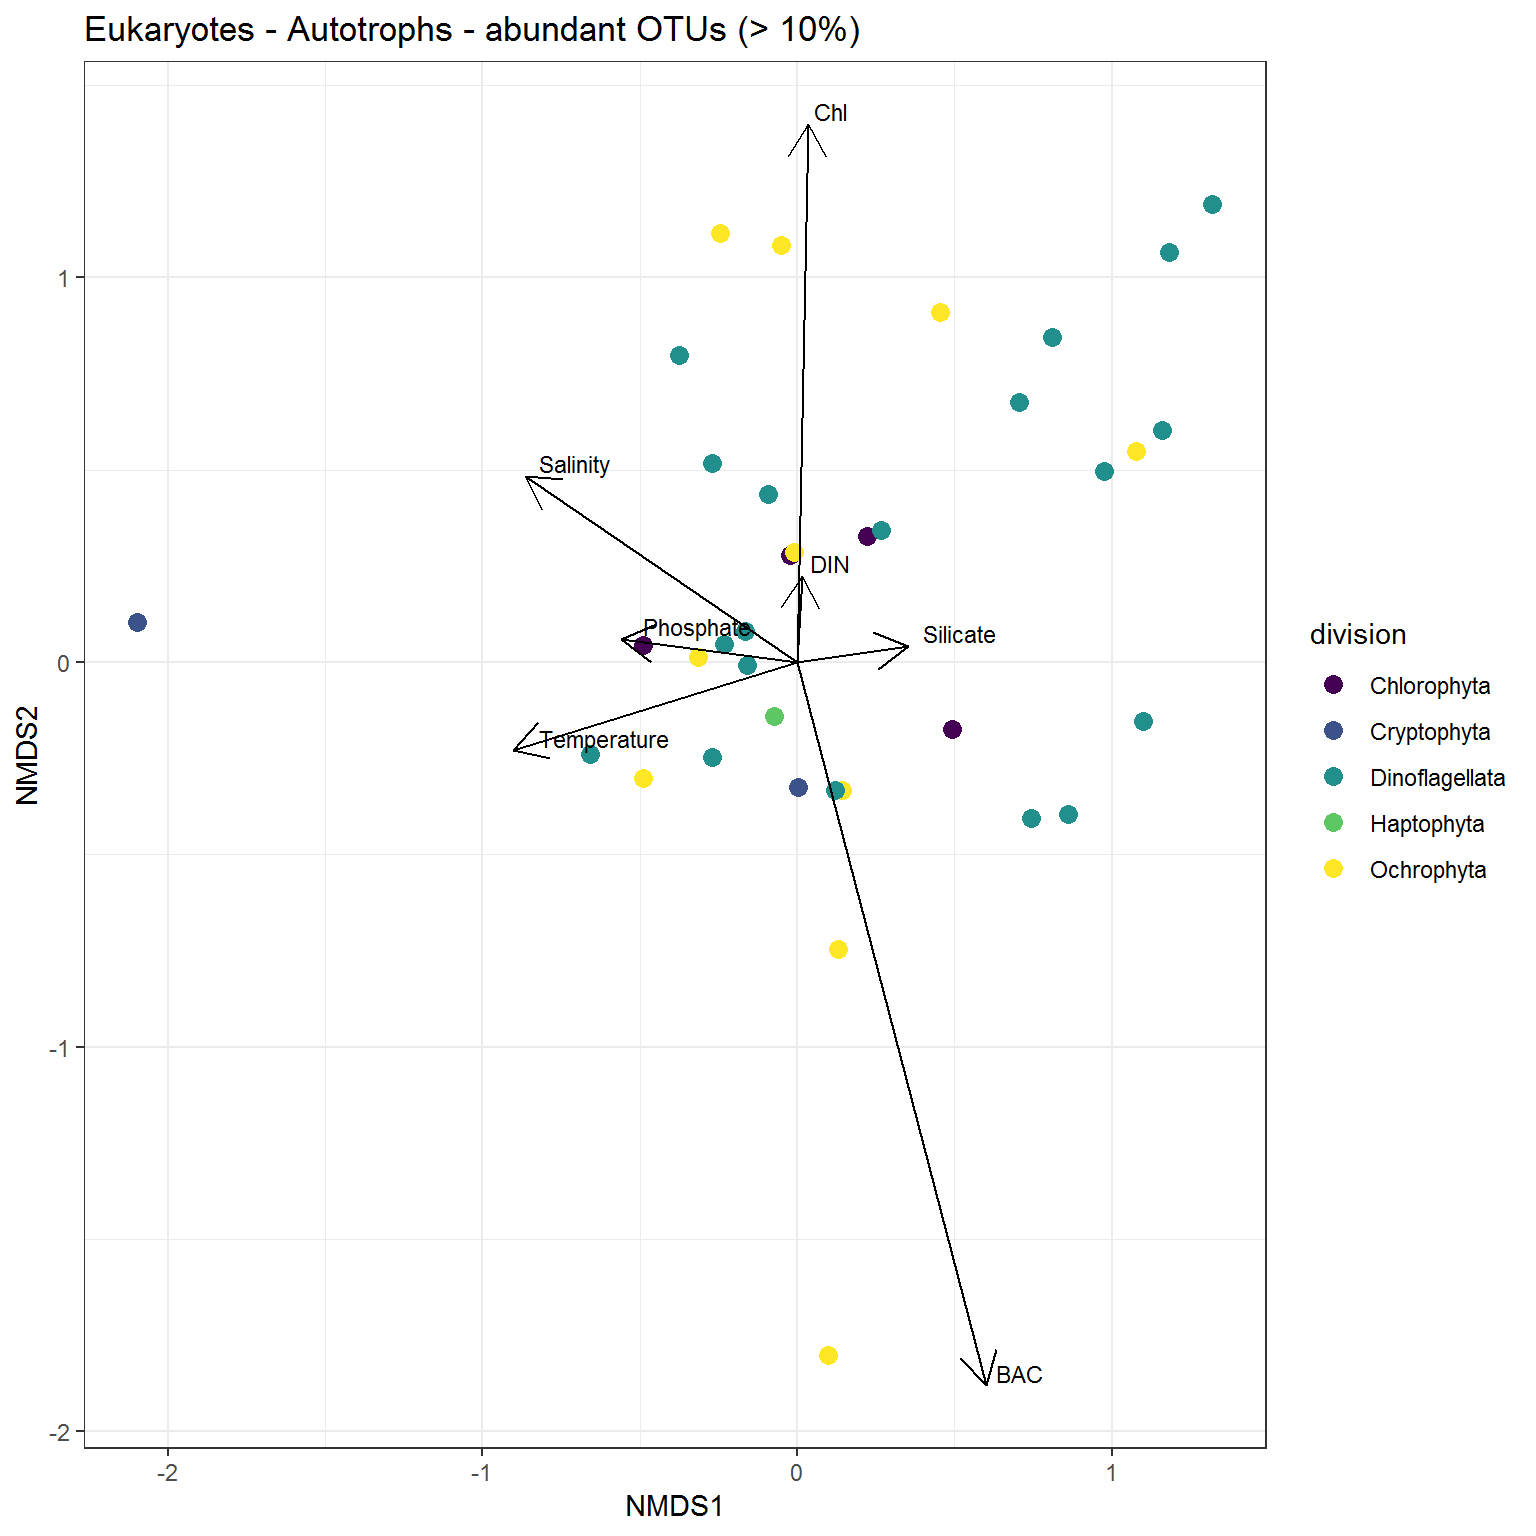 Eukaryotes - Autotrophs - abundant OTUs (> 10%)
Chl
1
Salinity
DIN
Phosphate
Silicate
0
Temperature
-1
BAC
-2
-2
-1
0
1
NMDS1
NMDS2
division
Chlorophyta
Cryptophyta
Dinoflagellata
Haptophyta
Ochrophyta